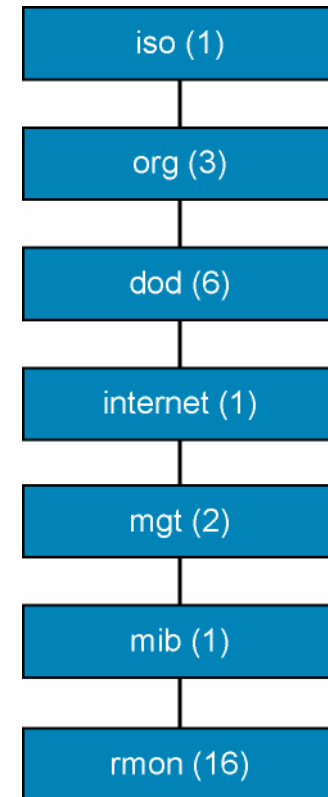 iso (1)
org (3)
dod (6)
internet (1)
mgt (2)
mib (1)
rmon (16)